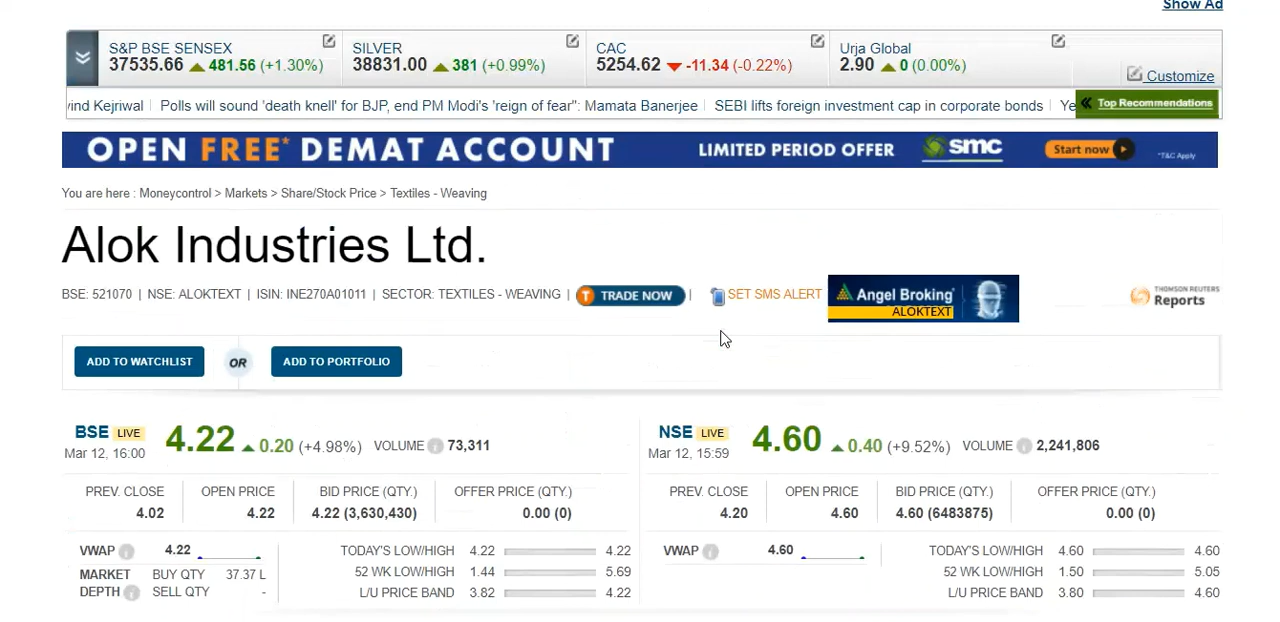 Show Ad
S&P BSE SENSEX
37535.66 481.56 (+1.30%)
SILVER
38831.00 381 (+0.99%)
CAC
5254.62 -11.34 (-0.22%)
Urja Global
2.90 0 (0.00%)
Customize
vind Kejriwal | Polls will sound 'death knell' for BJP, end PM Modi's 'reign of fear": Mamata Banerjee | SEBI lifts foreign investment cap in corporate bonds | Ye
Top Recommendations
OPEN FREE* DEMAT ACCOUNT LIMITED PERIOD OFFER smc Start now *T&C Apply
You are here : Moneycontrol > Markets > Share/Stock Price > Textiles - Weaving
Alok Industries Ltd.
BSE: 521070 | NSE: ALOKTEXT | ISIN: INE270A01011 | SECTOR: TEXTILES - WEAVING | T TRADE NOW | SET SMS ALERT
Angel Broking
ALOKTEXT
THOMSON REUTERS
Reports
ADD TO WATCHLIST OR ADD TO PORTFOLIO
BSE LIVE
Mar 12, 16:00
4.22 0.20 (+4.98%) VOLUME 73,311
PREV. CLOSE OPEN PRICE BID PRICE (QTY.) OFFER PRICE (QTY.)
4.02 4.22 4.22 (3,630,430) 0.00 (0)
VWAP 4.22
MARKET DEPTH
BUY QTY 37.37 L
SELL QTY -
TODAY'S LOW/HIGH 4.22 4.22
52 WK LOW/HIGH 1.44 5.69
L/U PRICE BAND 3.82 4.22
NSE LIVE
Mar 12, 15:59
4.60 0.40 (+9.52%) VOLUME 2,241,806
PREV. CLOSE OPEN PRICE BID PRICE (QTY.) OFFER PRICE (QTY.)
4.20 4.60 4.60 (6483875) 0.00 (0)
VWAP 4.60
TODAY'S LOW/HIGH 4.60 4.60
52 WK LOW/HIGH 1.50 5.05
L/U PRICE BAND 3.80 4.60